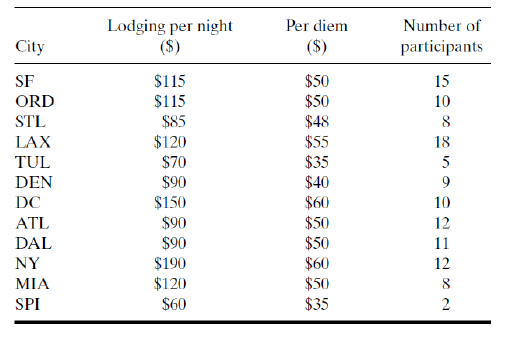 Lodging per night Per diem Number of
City ($) ($) participants
SF $115 $50 15
ORD $115 $50 10
STL $85 $48 8
LAX $120 $55 18
TUL $70 $35 5
DEN $90 $40 9
DC $150 $60 10
ATL $90 $50 12
DAL $90 $50 11
NY $190 $60 12
MIA $120 $50 8
SPI $60 $35 2